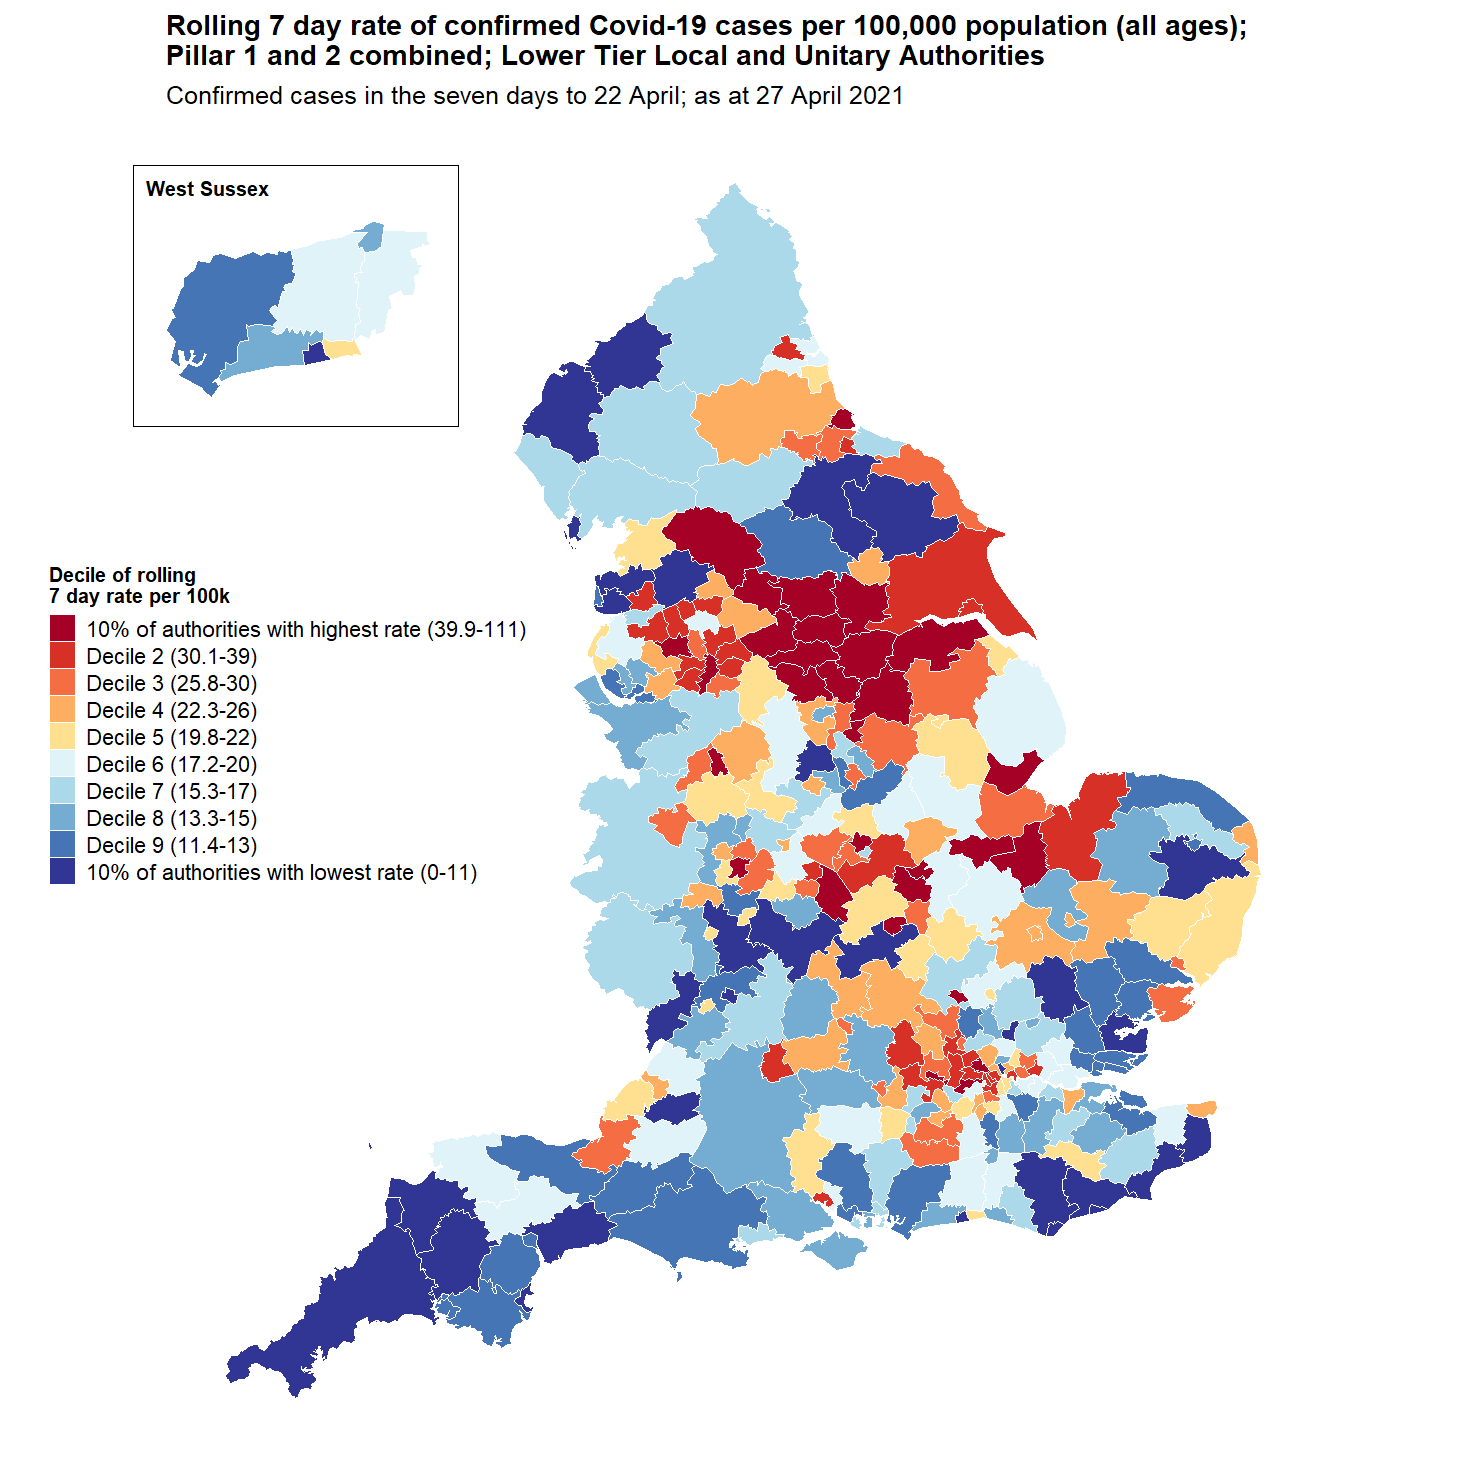 Rolling 7 day rate of confirmed Covid-19 cases per 100,000 population (all ages);
Pillar 1 and 2 combined; Lower Tier Local and Unitary Authorities
Confirmed cases in the seven days to 22 April; as at 27 April 2021
West Sussex
Decile of rolling
7 day rate per 100k
10% of authorities with highest rate (39.9-111)
Decile 2 (30.1-39)
Decile 3 (25.8-30)
Decile 4 (22.3-26)
Decile 5 (19.8-22)
Decile 6 (17.2-20)
Decile 7 (15.3-17)
Decile 8 (13.3-15)
Decile 9 (11.4-13)
10% of authorities with lowest rate (0-11)